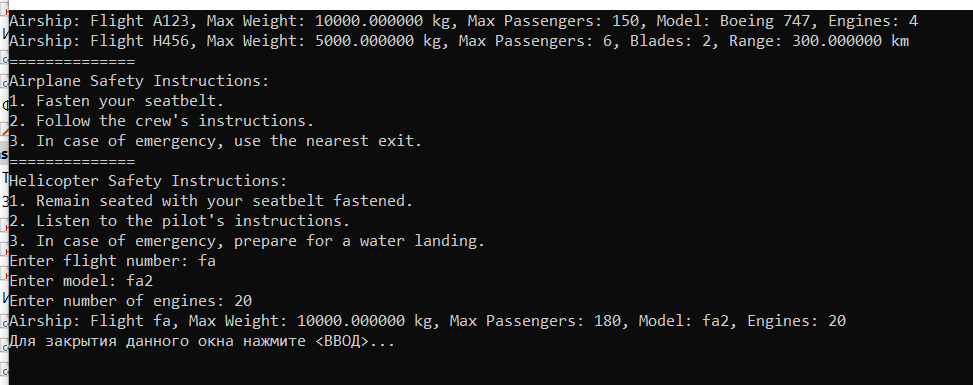 Airship: Flight A123, Max Weight: 10000.000000 kg, Max Passengers: 150, Model: Boeing 747, Engines: 4
Airship: Flight H456, Max Weight: 5000.000000 kg, Max Passengers: 6, Blades: 2, Range: 300.000000 km
==============
Airplane Safety Instructions:
1. Fasten your seatbelt.
2. Follow the crew's instructions.
3. In case of emergency, use the nearest exit.
==============
Helicopter Safety Instructions:
1. Remain seated with your seatbelt fastened.
2. Listen to the pilot's instructions.
3. In case of emergency, prepare for a water landing.
Enter flight number: fa
Enter model: fa2
Enter number of engines: 20
Airship: Flight fa, Max Weight: 10000.000000 kg, Max Passengers: 180, Model: fa2, Engines: 20
Для закрытия данного окна нажмите <ВВОД>...